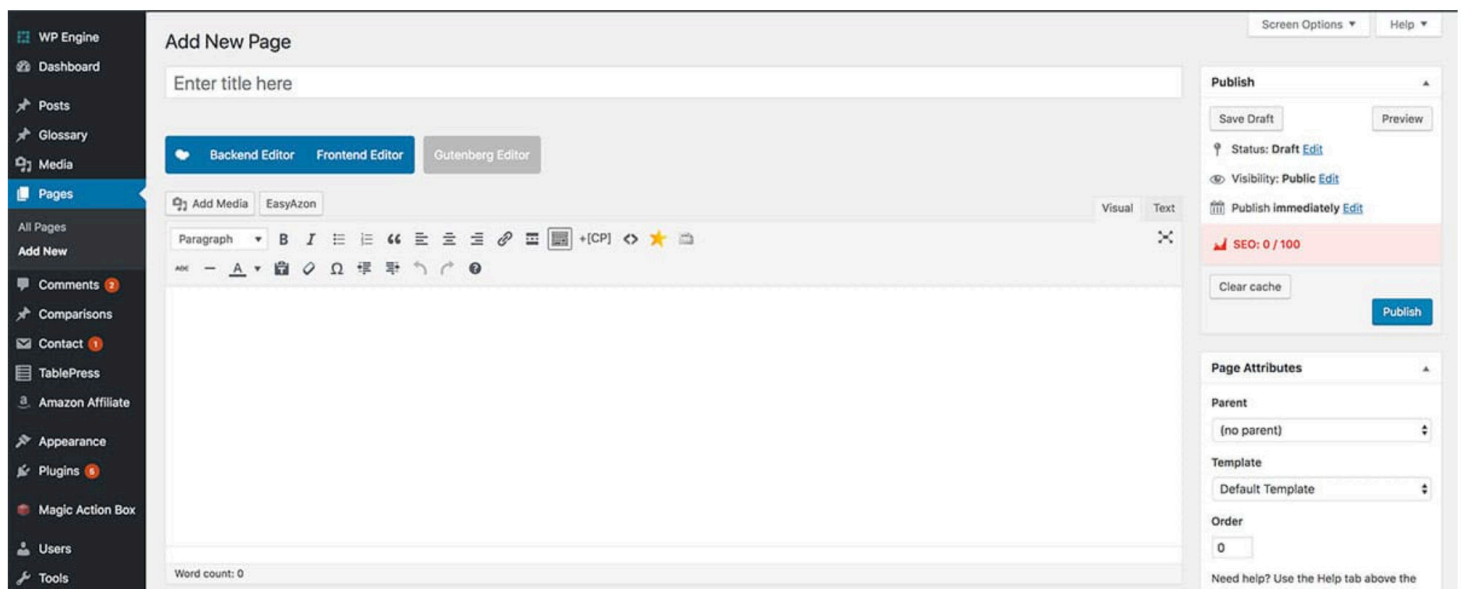 WP Engine
Dashboard
Posts
Glossary
Media
Pages
All Pages
Add New
Comments 2
Comparisons
Contact 1
TablePress
Amazon Affiliate
Appearance
Plugins 5
Magic Action Box
Users
Tools
Screen Options Help
Add New Page
Enter title here
Backend Editor Frontend Editor Gutenberg Editor
Add Media EasyAzon Visual Text
Paragraph B I +[CP]
ABC A Ω
Word count: 0
Publish
Save Draft Preview
Status: Draft Edit
Visibility: Public Edit
Publish immediately Edit
SEO: 0 / 100
Clear cache
Publish
Page Attributes
Parent
(no parent)
Template
Default Template
Order
0
Need help? Use the Help tab above the